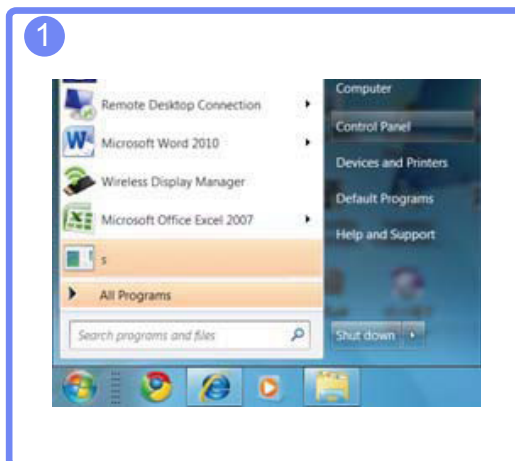 1
Remote Desktop Connection
Microsoft Word 2010
Wireless Display Manager
Microsoft Office Excel 2007
s
All Programs
Search programs and files
Computer
Control Panel
Devices and Printers
Default Programs
Help and Support
Shut down